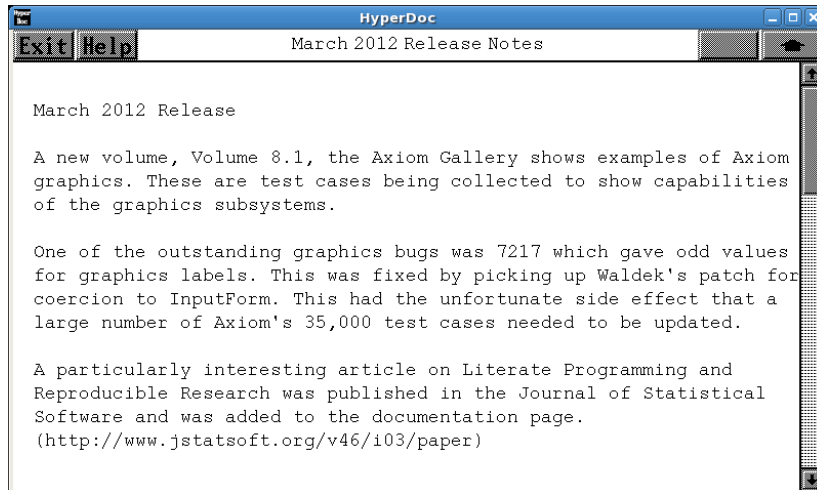 Hyper
Doc
HyperDoc
Exit Help
March 2012 Release Notes
March 2012 Release
A new volume, Volume 8.1, the Axiom Gallery shows examples of Axiom
graphics. These are test cases being collected to show capabilities
of the graphics subsystems.
One of the outstanding graphics bugs was 7217 which gave odd values
for graphics labels. This was fixed by picking up Waldek's patch for
coercion to InputForm. This had the unfortunate side effect that a
large number of Axiom's 35,000 test cases needed to be updated.
A particularly interesting article on Literate Programming and
Reproducible Research was published in the Journal of Statistical
Software and was added to the documentation page.
(http://www.jstatsoft.org/v46/i03/paper)